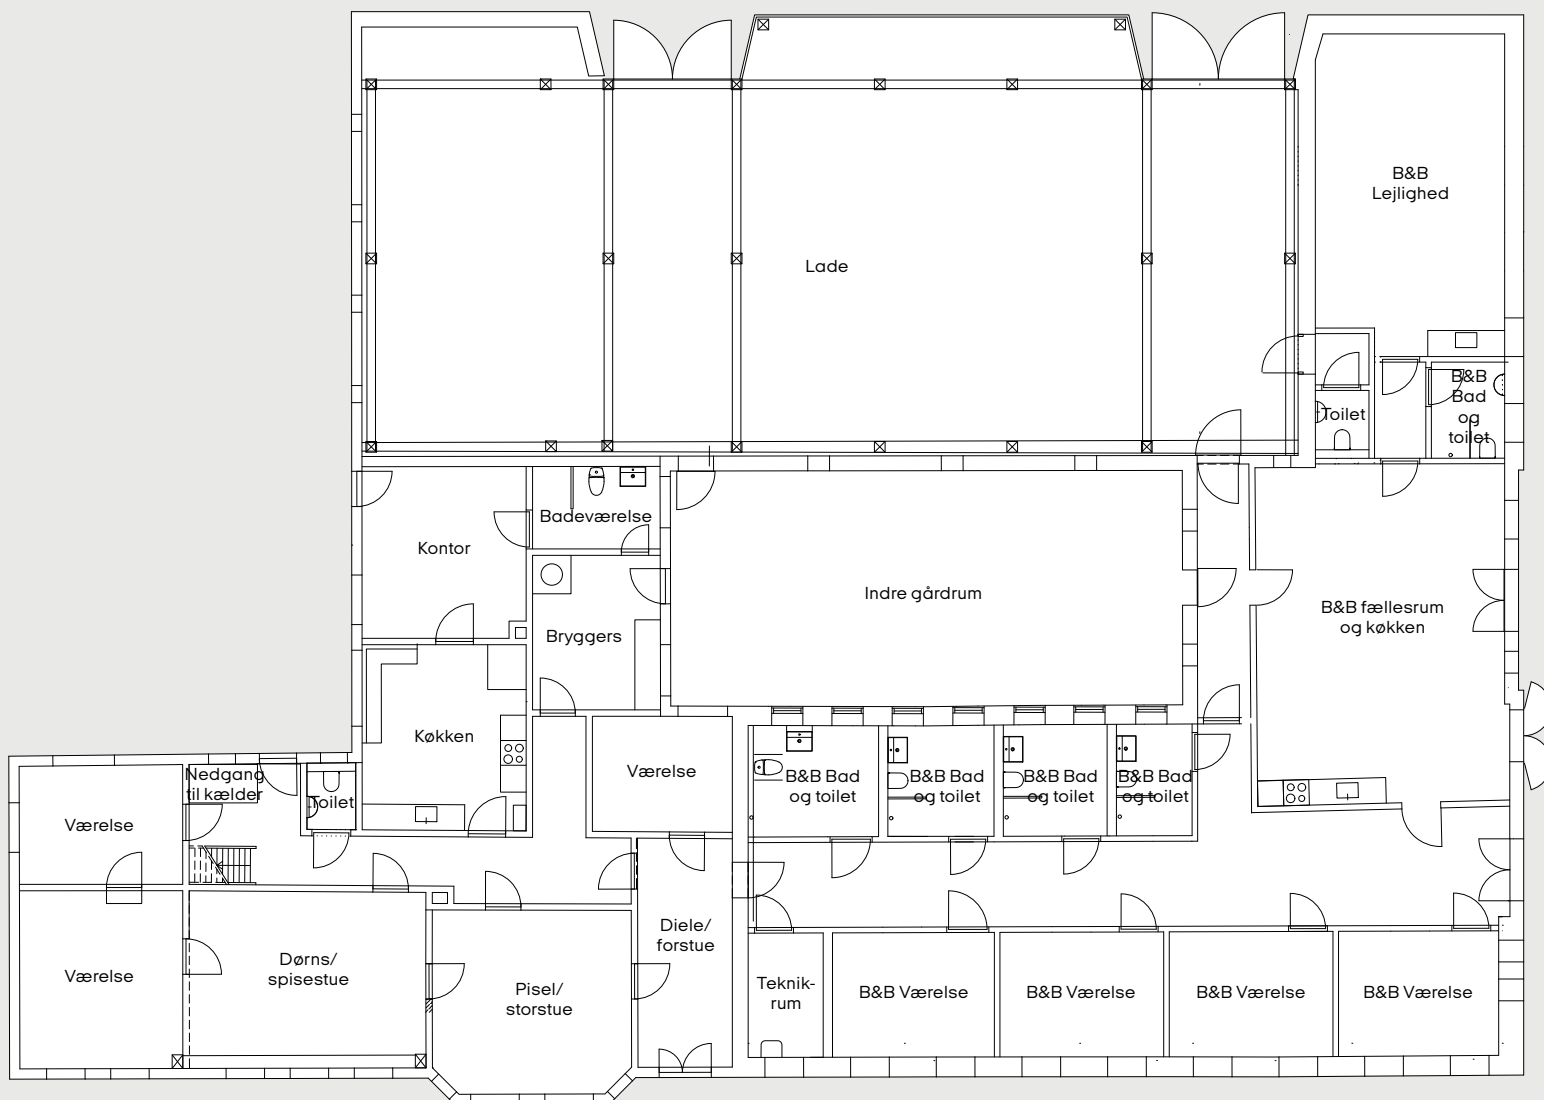 B&B
Lejlighed
Lade
B&B
Bad
og
toilet
Toilet
Badeværelse
Kontor
Indre gårdrum
B&B fællesrum
og køkken
Bryggers
Køkken
Værelse
Nedgang
til kælder
Toilet
B&B Bad
og toilet
B&B Bad
og toilet
B&B Bad
og toilet
B&B Bad
og toilet
Værelse
Værelse
Dørns/
spisestue
Pisel/
storstue
Diele/
forstue
Teknik-
rum
B&B Værelse
B&B Værelse
B&B Værelse
B&B Værelse